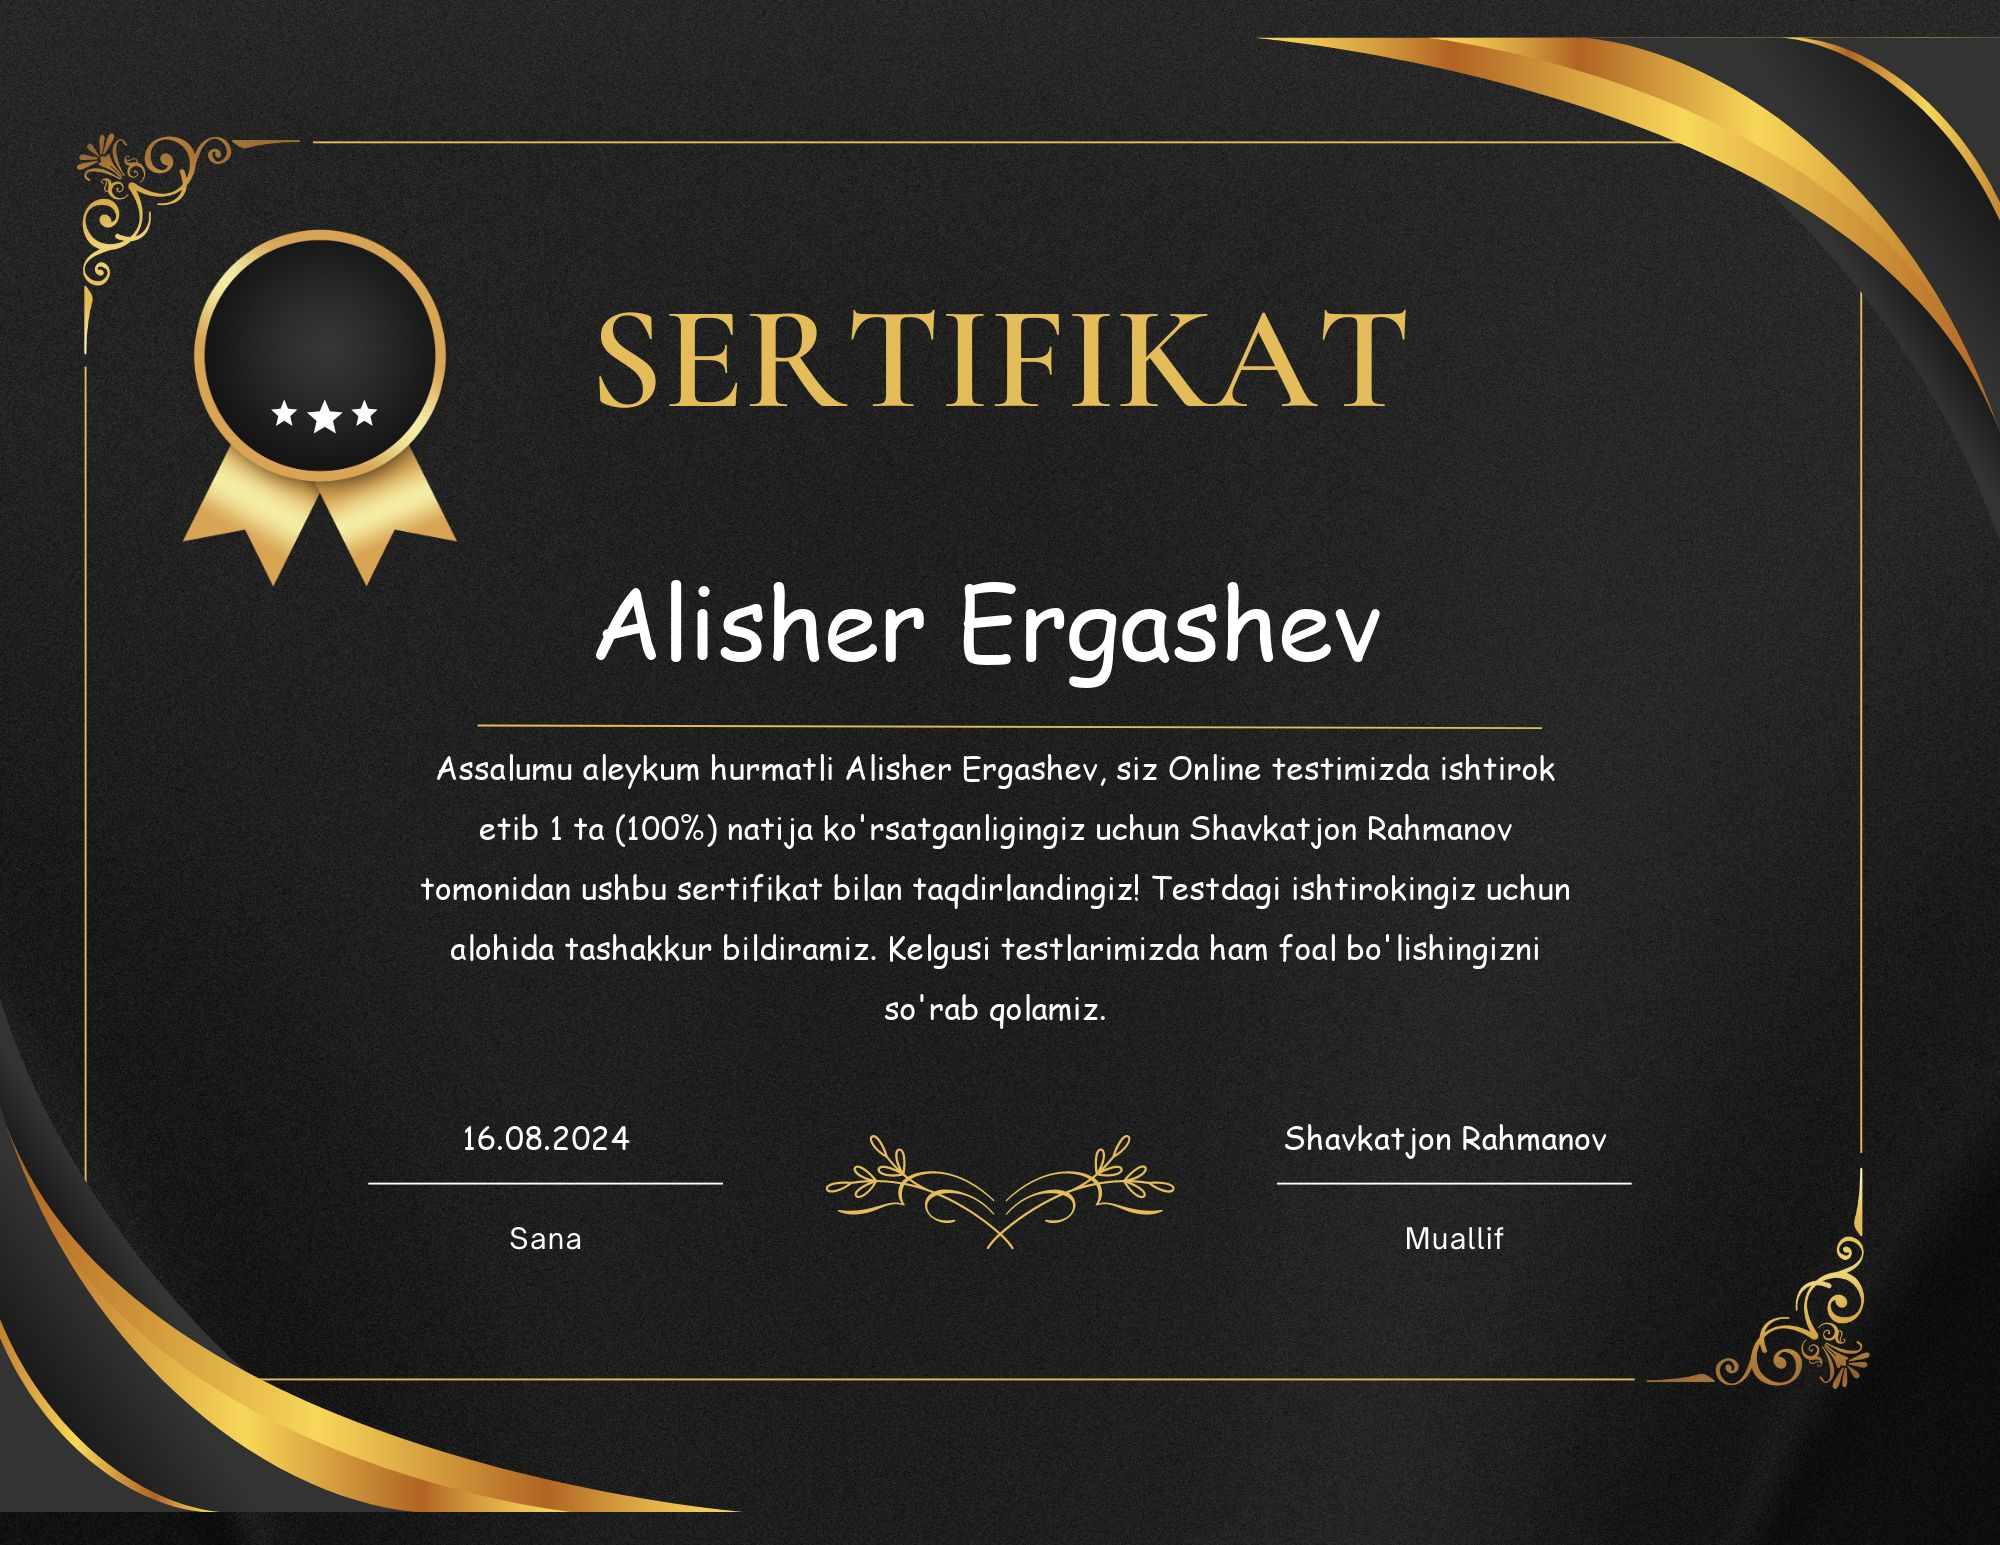 SERTIFIKAT
Alisher Ergashev
Assalumu aleykum hurmatli Alisher Ergashev, siz Online testimizda ishtirok
etib 1 ta (100%) natija ko'rsatganligingiz uchun Shavkatjon Rahmanov
tomonidan ushbu sertifikat bilan taqdirlandingiz! Testdagi ishtirokingiz uchun
alohida tashakkur bildiramiz. Kelgusi testlarimizda ham foal bo'lishingizni
so'rab qolamiz.
16.08.2024
Sana
Shavkatjon Rahmanov
Muallif